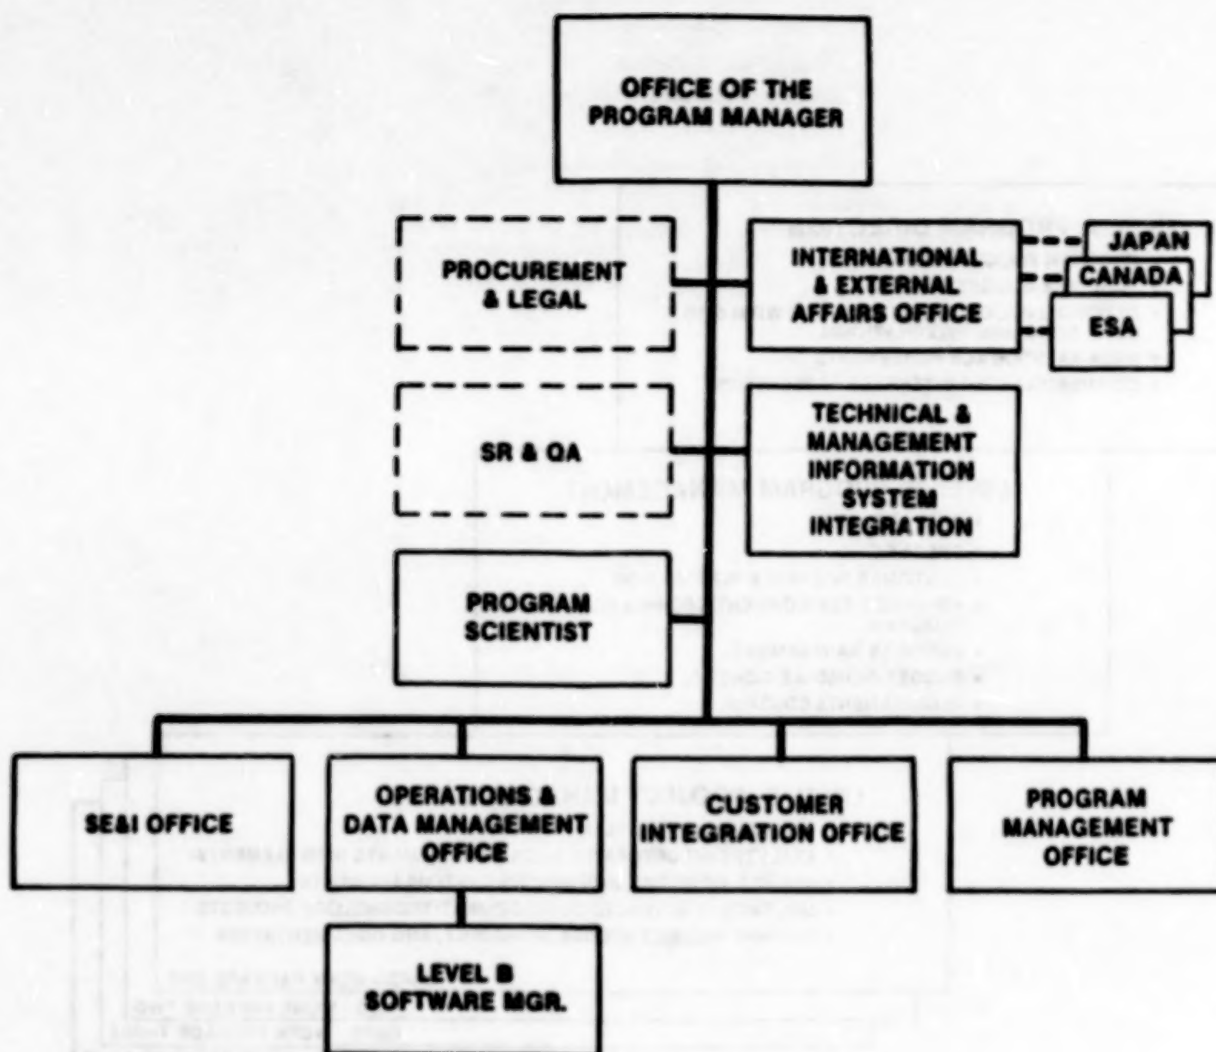 OFFICE OF THE
PROGRAM MANAGER
PROCUREMENT
& LEGAL
INTERNATIONAL
& EXTERNAL
AFFAIRS OFFICE
JAPAN
CANADA
ESA
SR & QA
TECHNICAL &
MANAGEMENT
INFORMATION
SYSTEM
INTEGRATION
PROGRAM
SCIENTIST
SE&I OFFICE
OPERATIONS &
DATA MANAGEMENT
OFFICE
CUSTOMER
INTEGRATION OFFICE
PROGRAM
MANAGEMENT
OFFICE
LEVEL B
SOFTWARE MGR.